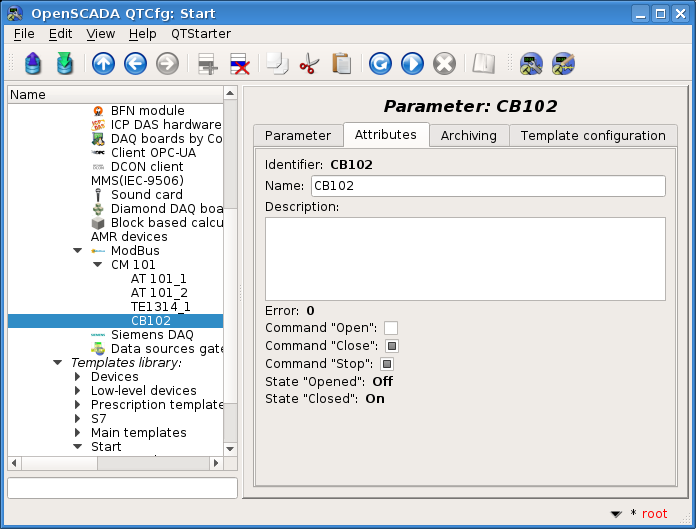 OpenSCADA QTCfg: Start
File Edit View Help QTStarter
Name
BFN module
ICP DAS hardware
DAQ boards by Co
Client OPC-UA
DCON client
MMS(IEC-9506)
Sound card
Diamond DAQ boa
Block based calcu
AMR devices
ModBus
CM 101
AT 101_1
AT 101_2
TE1314_1
CB102
Siemens DAQ
Data sources gate
Templates library:
Devices
Low-level devices
Prescription template
S7
Main templates
Start
Parameter: CB102
Parameter Attributes Archiving Template configuration
Identifier: CB102
Name: CB102
Description:
Error: 0
Command "Open":
Command "Close":
Command "Stop":
State "Opened": Off
State "Closed": On
* root